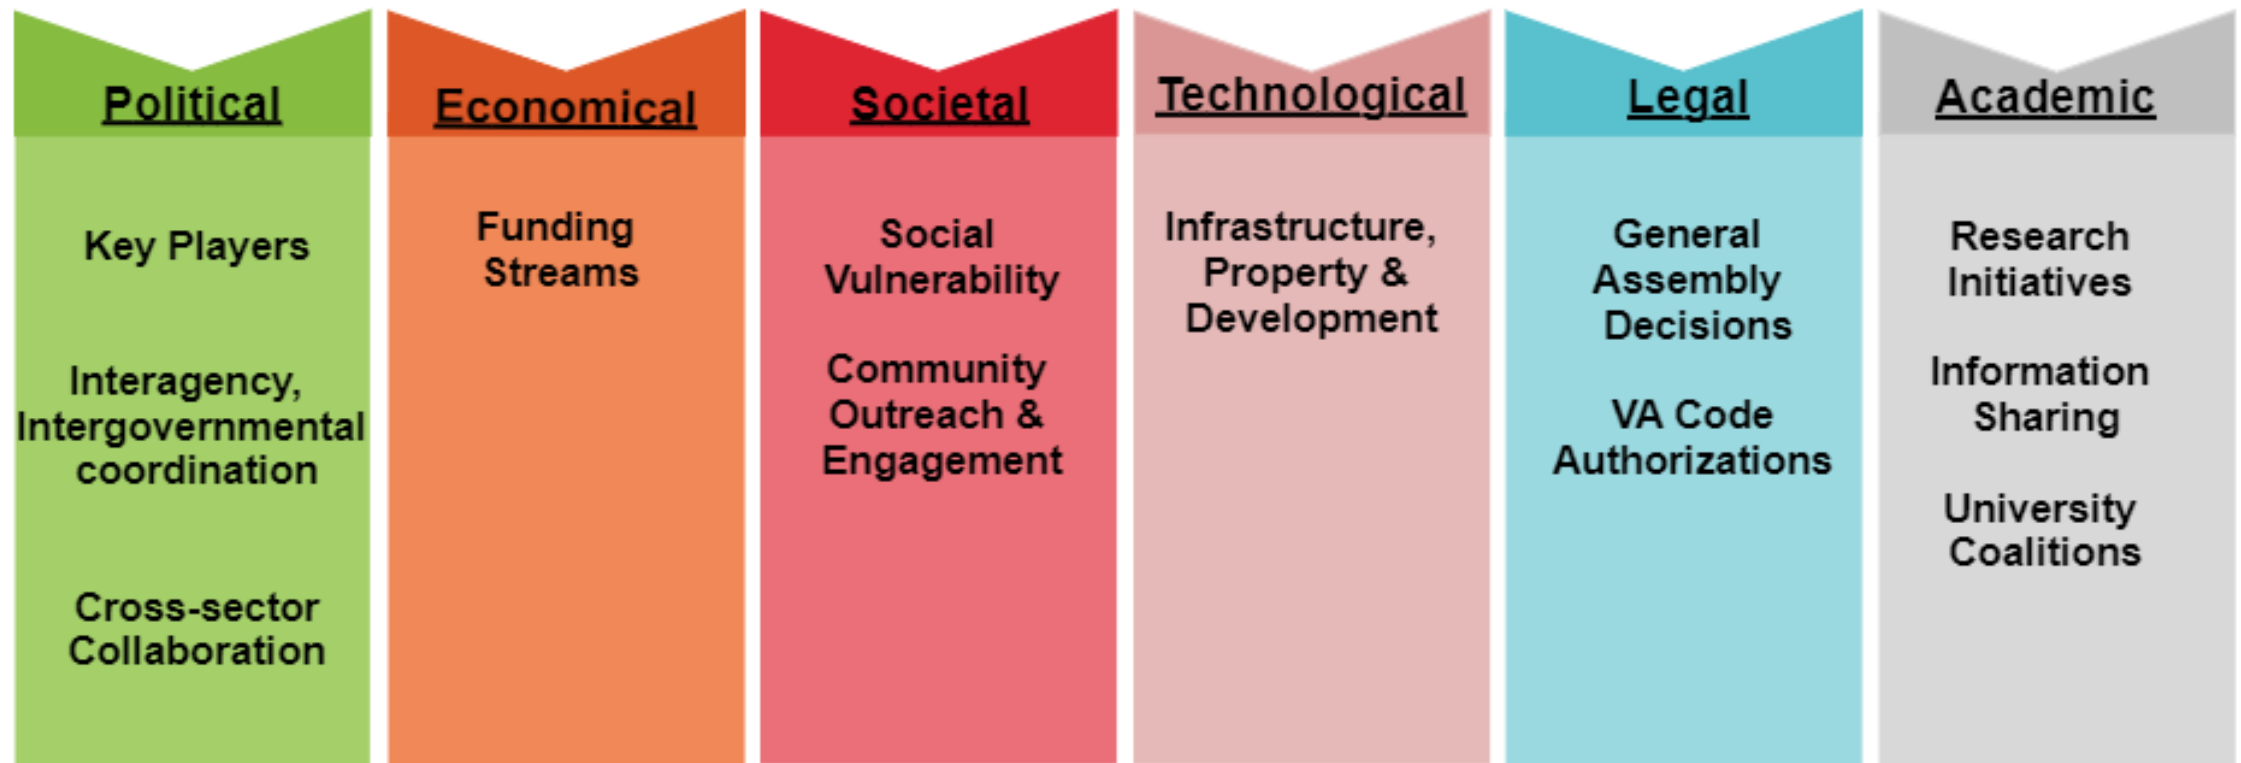 Political
Key Players
Interagency,
Intergovernmental
coordination
Cross-sector
Collaboration
Economical
Funding
Streams
Societal
Social
Vulnerability
Community
Outreach &
Engagement
Technological
Infrastructure,
Property &
Development
Legal
General
Assembly
Decisions
VA Code
Authorizations
Academic
Research
Initiatives
Information
Sharing
University
Coalitions